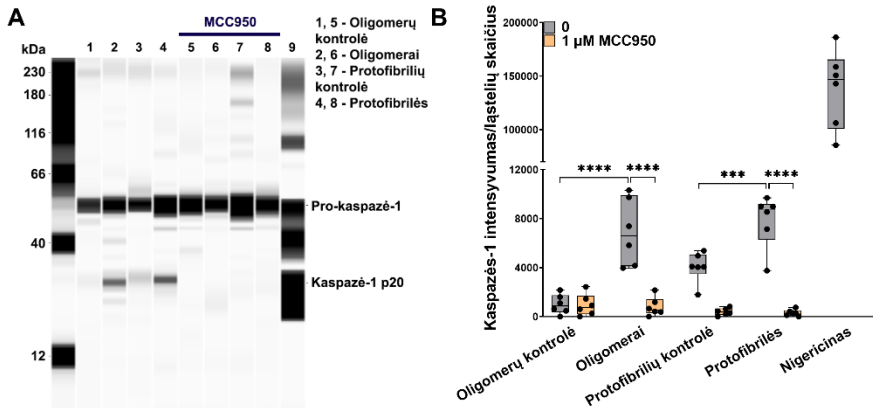 A
MCC950
kDa 1 2 3 4 5 6 7 8 9
230
180
116
66
40
12
Pro-kaspazė-1
Kaspazė-1 p20
1, 5 - Oligomerų
kontrolė
2, 6 - Oligomerai
3, 7 - Protofibrilių
kontrolė
4, 8 - Protofibrilės
B
Kaspazės-1 intensyvumas/ląstelių skaičius
200000
150000
100000
12000
8000
4000
0
0
1 µM MCC950
**** **** *** ****
Oligomerų kontrolė
Oligomerai
Protofibrilių kontrolė
Protofibrilės
Nigericinas